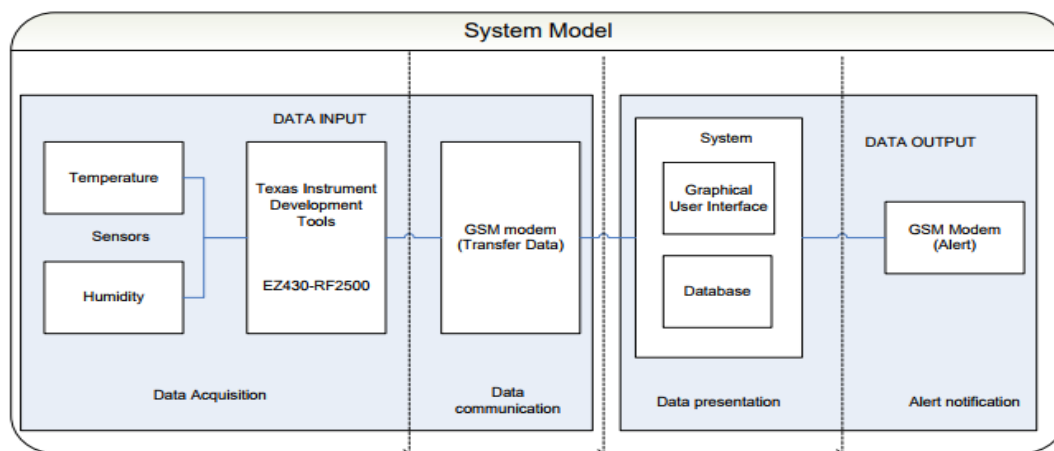 System Model
DATA INPUT
Temperature
Sensors
Humidity
Texas Instrument
Development
Tools
EZ430-RF2500
Data Acquisition
GSM modem
(Transfer Data)
Data
communication
System
Graphical
User Interface
Database
Data presentation
DATA OUTPUT
GSM Modem
(Alert)
Alert notification